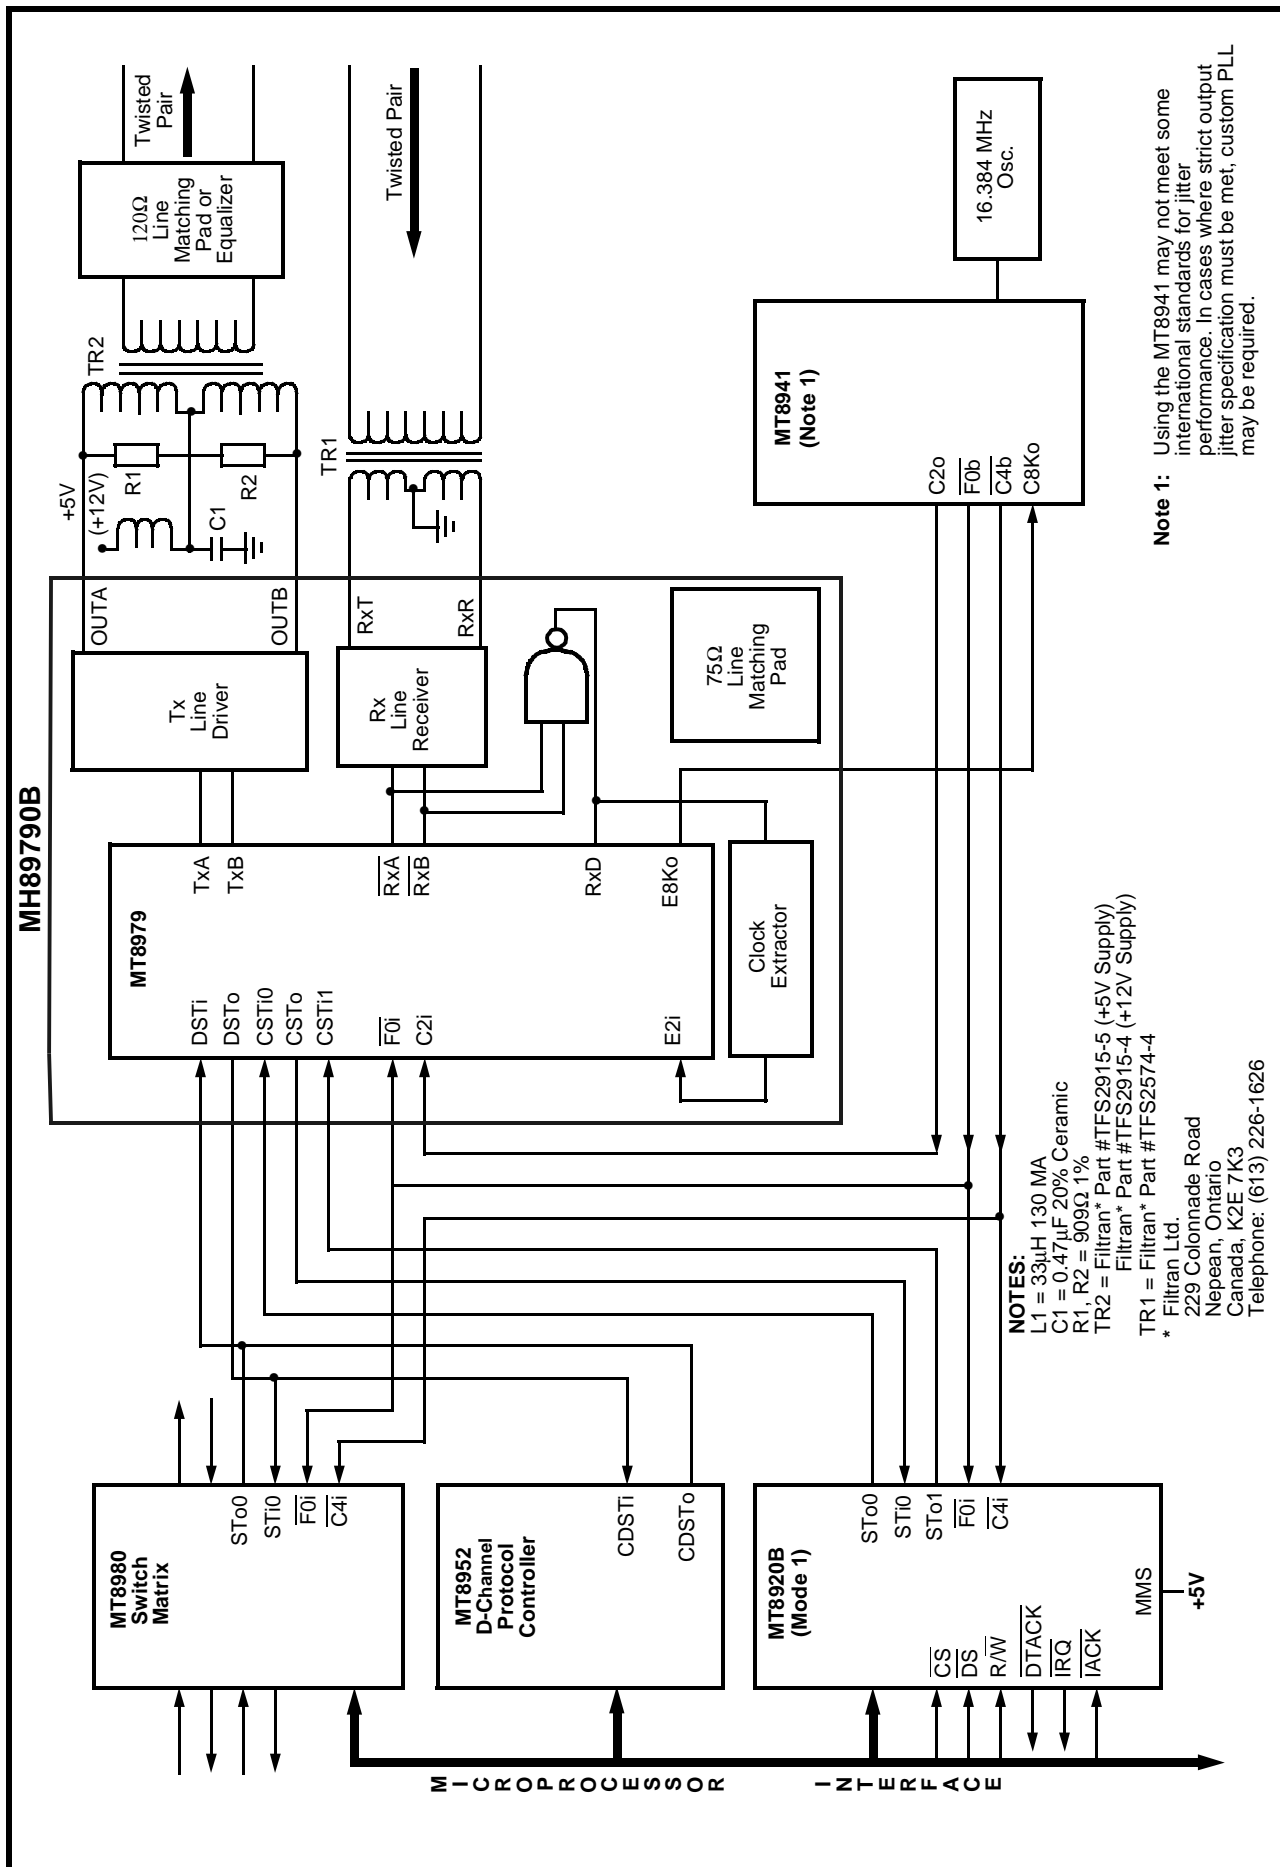 MH89790B
MT8980
Switch
Matrix
STo0
STi0
F0i
C4i
MT8952
D-Channel
Protocol
Controller
CDSTi
CDSTo
MT8920B
(Mode 1)
STo0
STi0
STo1
F0i
C4i
CS
DS
R/W
DTACK
IRQ
IACK
MMS
+5V
MICROPROCESSOR
INTERFACE
MT8979
DSTi
DSTo
CSTi0
CSTo
CSTi1
F0i
C2i
E2i
TxA
TxB
RxA
RxB
RxD
E8Ko
Clock
Extractor
Tx
Line
Driver
OUTA
OUTB
Rx
Line
Receiver
RxT
RxR
75Ω
Line
Matching
Pad
+5V
(+12V)
R1
R2
C1
TR2
TR1
120Ω
Line
Matching
Pad or
Equalizer
Twisted
Pair
Twisted Pair
MT8941
(Note 1)
C2o
F0b
C4b
C8Ko
16.384 MHz
Osc.
NOTES:
L1 = 33µH 130 MA
C1 = 0.47µF 20% Ceramic
R1, R2 = 909Ω 1%
TR2 = Filtran* Part #TFS2915-5 (+5V Supply)
Filtran* Part #TFS2915-4 (+12V Supply)
TR1 = Filtran* Part #TFS2574-4
* Filtran Ltd.
229 Colonnade Road
Nepean, Ontario
Canada, K2E 7K3
Telephone: (613) 226-1626
Note 1: Using the MT8941 may not meet some
international standards for jitter
performance. In cases where strict output
jitter specification must be met, custom PLL
may be required.